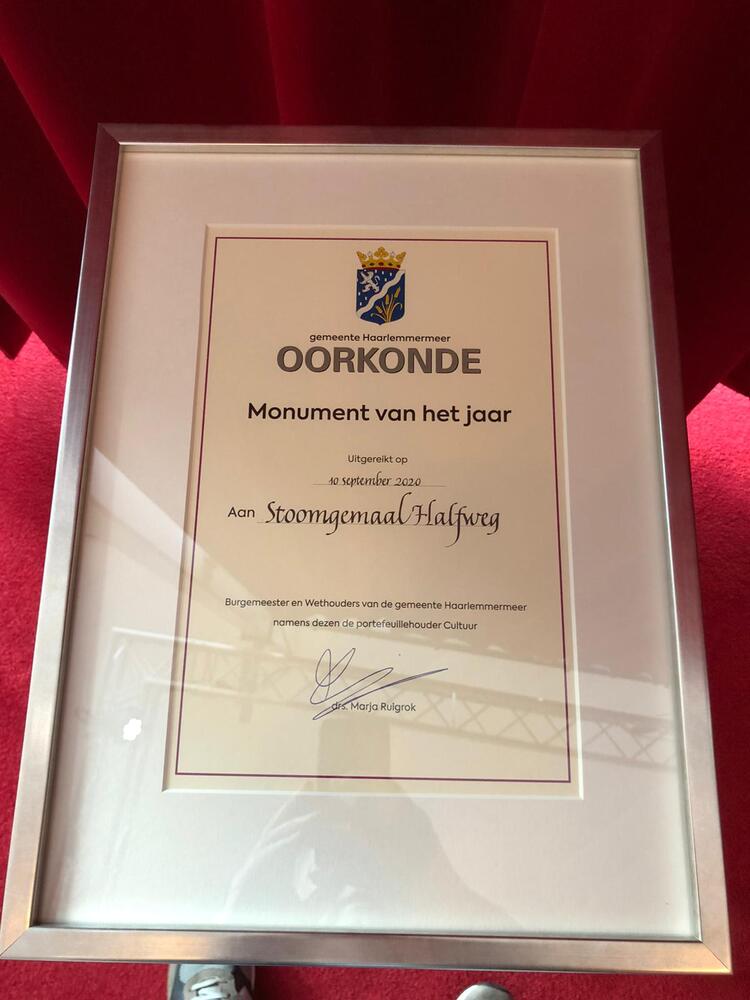 gemeente Haarlemmermeer
OORKONDE
Monument van het jaar
Uitgereikt op
10 september 2020
Aan Stoomgemaal Halfweg
Burgemeester en Wethouders van de gemeente Haarlemmermeer
namens dezen de portefeuillehouder Cultuur
drs. Marja Ruigrok